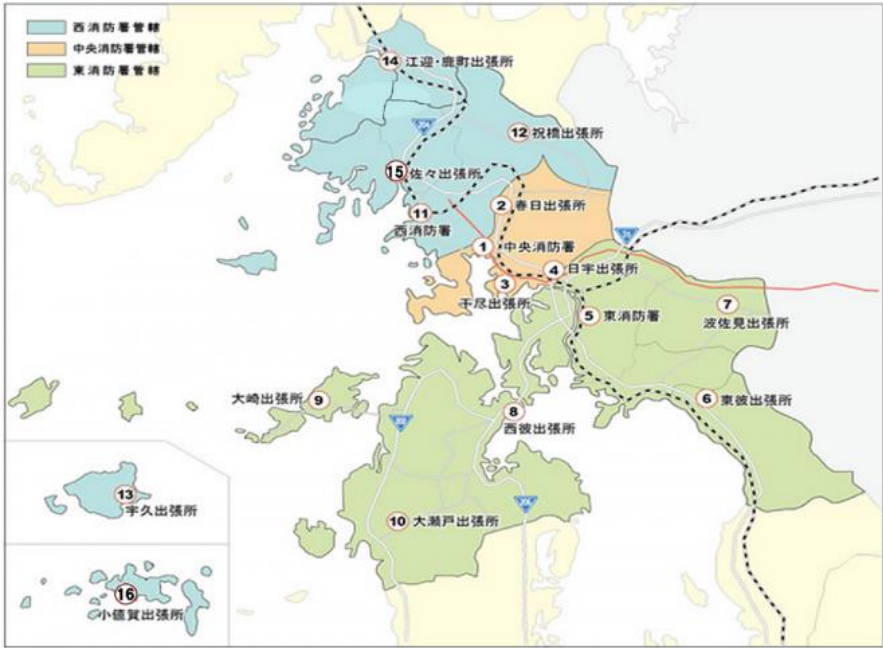 西消防署管轄
中央消防署管轄
東消防署管轄
14 江迎・鹿町出張所
12 祝橋出張所
15 佐々出張所
2 春日出張所
11
西消防署
1 中央消防署
4 日宇出張所
3
干尽出張所
5 東消防署
7
波佐見出張所
6 東彼出張所
大崎出張所 9
8
西彼出張所
10 大瀬戸出張所
13
宇久出張所
16
小値賀出張所